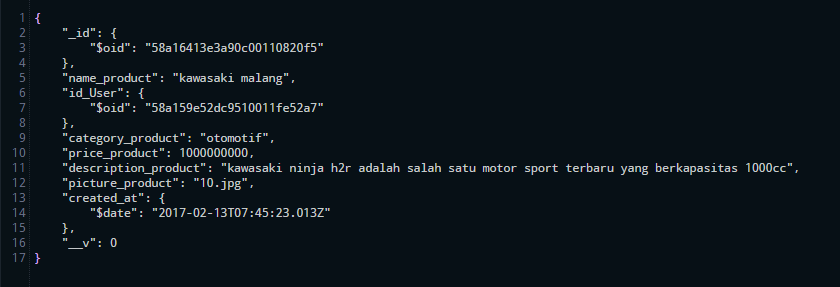 1 {
2 "_id": {
3 "$oid": "58a16413e3a90c00110820f5"
4 },
5 "name_product": "kawasaki malang",
6 "id_User": {
7 "$oid": "58a159e52dc9510011fe52a7"
8 },
9 "category_product": "otomotif",
10 "price_product": 1000000000,
11 "description_product": "kawasaki ninja h2r adalah salah satu motor sport terbaru yang berkapasitas 1000cc",
12 "picture_product": "10.jpg",
13 "created_at": {
14 "$date": "2017-02-13T07:45:23.013Z"
15 },
16 "__v": 0
17 }